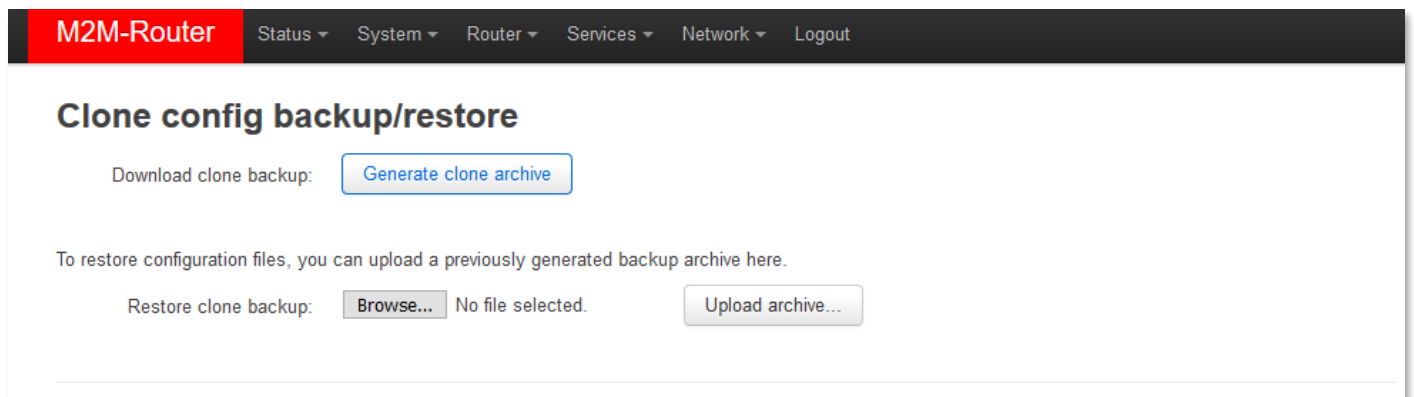 M2M-Router Status System Router Services Network Logout
Clone config backup/restore
Download clone backup: Generate clone archive
To restore configuration files, you can upload a previously generated backup archive here.
Restore clone backup: Browse... No file selected. Upload archive...